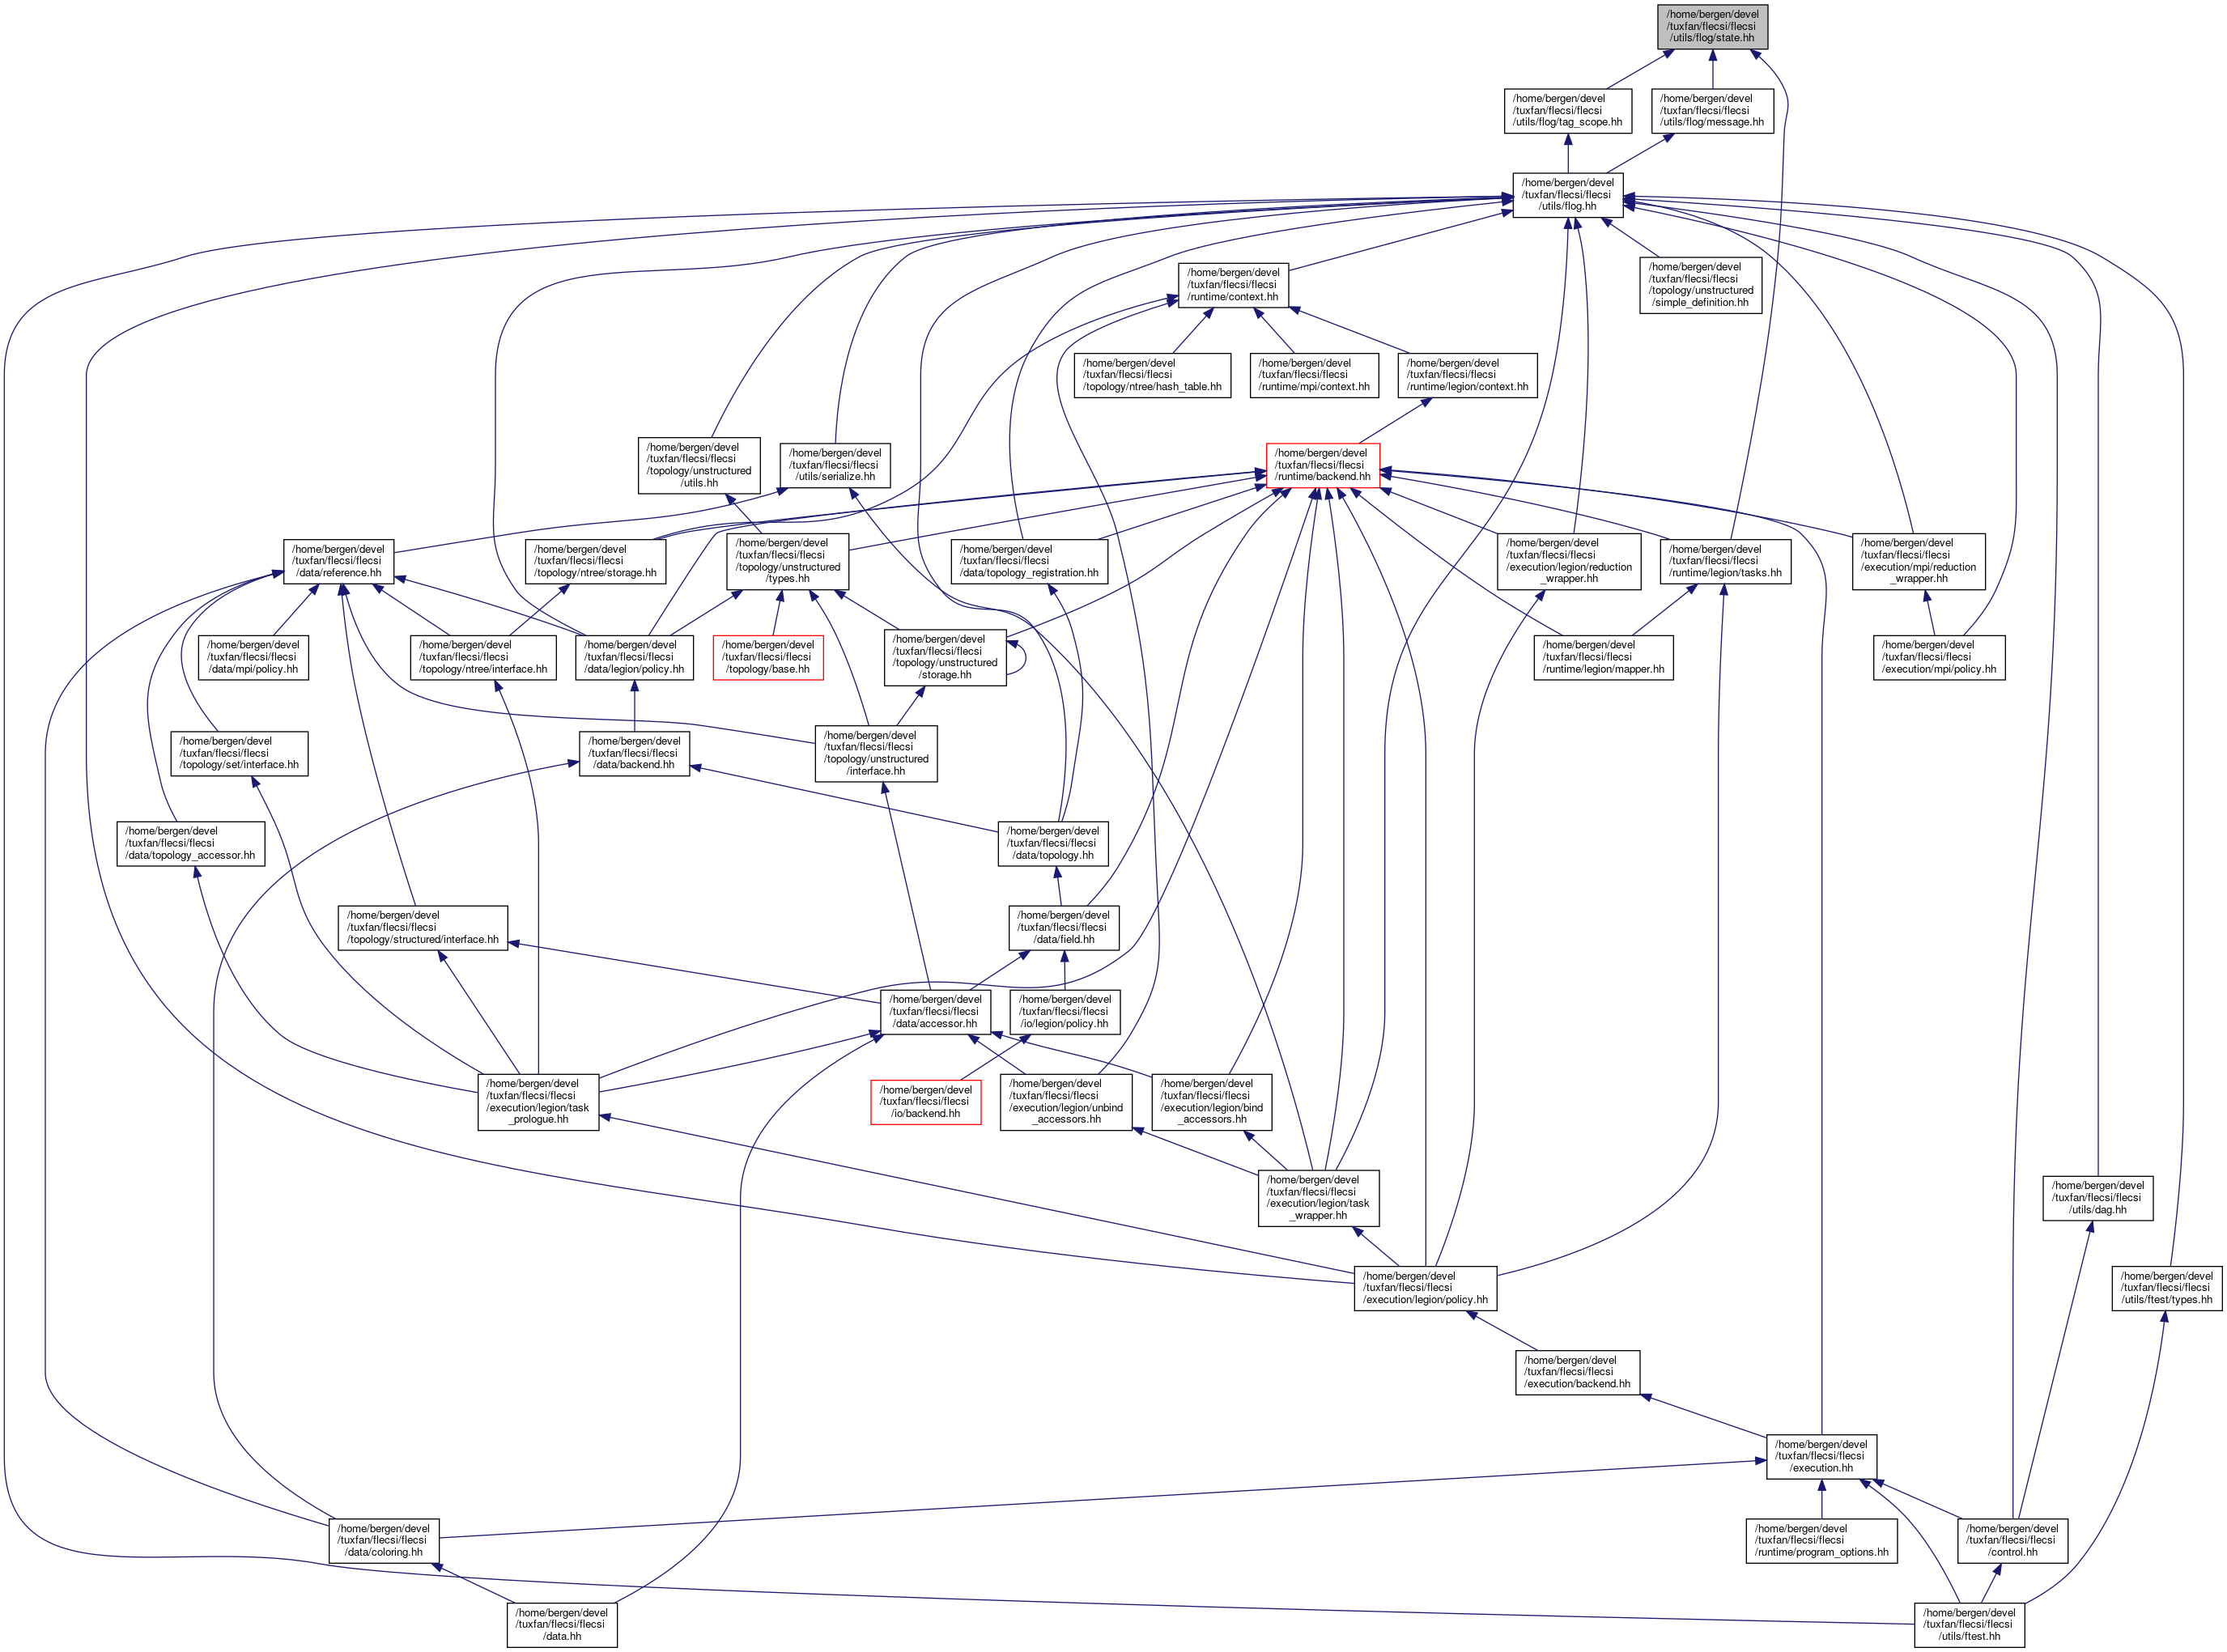 /home/bergen/devel
/tuxfan/flecsi/flecsi
/utils/flog/state.hh
/home/bergen/devel
/tuxfan/flecsi/flecsi
/utils/flog/tag_scope.hh
/home/bergen/devel
/tuxfan/flecsi/flecsi
/utils/flog/message.hh
/home/bergen/devel
/tuxfan/flecsi/flecsi
/utils/flog.hh
/home/bergen/devel
/tuxfan/flecsi/flecsi
/runtime/context.hh
/home/bergen/devel
/tuxfan/flecsi/flecsi
/topology/unstructured
/simple_definition.hh
/home/bergen/devel
/tuxfan/flecsi/flecsi
/topology/ntree/hash_table.hh
/home/bergen/devel
/tuxfan/flecsi/flecsi
/runtime/mpi/context.hh
/home/bergen/devel
/tuxfan/flecsi/flecsi
/runtime/legion/context.hh
/home/bergen/devel
/tuxfan/flecsi/flecsi
/topology/unstructured
/utils.hh
/home/bergen/devel
/tuxfan/flecsi/flecsi
/utils/serialize.hh
/home/bergen/devel
/tuxfan/flecsi/flecsi
/runtime/backend.hh
/home/bergen/devel
/tuxfan/flecsi/flecsi
/data/reference.hh
/home/bergen/devel
/tuxfan/flecsi/flecsi
/topology/ntree/storage.hh
/home/bergen/devel
/tuxfan/flecsi/flecsi
/topology/unstructured
/types.hh
/home/bergen/devel
/tuxfan/flecsi/flecsi
/data/topology_registration.hh
/home/bergen/devel
/tuxfan/flecsi/flecsi
/execution/legion/reduction
_wrapper.hh
/home/bergen/devel
/tuxfan/flecsi/flecsi
/runtime/legion/tasks.hh
/home/bergen/devel
/tuxfan/flecsi/flecsi
/execution/mpi/reduction
_wrapper.hh
/home/bergen/devel
/tuxfan/flecsi/flecsi
/data/mpi/policy.hh
/home/bergen/devel
/tuxfan/flecsi/flecsi
/topology/ntree/interface.hh
/home/bergen/devel
/tuxfan/flecsi/flecsi
/data/legion/policy.hh
/home/bergen/devel
/tuxfan/flecsi/flecsi
/topology/base.hh
/home/bergen/devel
/tuxfan/flecsi/flecsi
/topology/unstructured
/storage.hh
/home/bergen/devel
/tuxfan/flecsi/flecsi
/runtime/legion/mapper.hh
/home/bergen/devel
/tuxfan/flecsi/flecsi
/execution/mpi/policy.hh
/home/bergen/devel
/tuxfan/flecsi/flecsi
/topology/set/interface.hh
/home/bergen/devel
/tuxfan/flecsi/flecsi
/data/backend.hh
/home/bergen/devel
/tuxfan/flecsi/flecsi
/topology/unstructured
/interface.hh
/home/bergen/devel
/tuxfan/flecsi/flecsi
/data/topology_accessor.hh
/home/bergen/devel
/tuxfan/flecsi/flecsi
/data/topology.hh
/home/bergen/devel
/tuxfan/flecsi/flecsi
/topology/structured/interface.hh
/home/bergen/devel
/tuxfan/flecsi/flecsi
/data/field.hh
/home/bergen/devel
/tuxfan/flecsi/flecsi
/data/accessor.hh
/home/bergen/devel
/tuxfan/flecsi/flecsi
/io/legion/policy.hh
/home/bergen/devel
/tuxfan/flecsi/flecsi
/execution/legion/task
_prologue.hh
/home/bergen/devel
/tuxfan/flecsi/flecsi
/io/backend.hh
/home/bergen/devel
/tuxfan/flecsi/flecsi
/execution/legion/unbind
_accessors.hh
/home/bergen/devel
/tuxfan/flecsi/flecsi
/execution/legion/bind
_accessors.hh
/home/bergen/devel
/tuxfan/flecsi/flecsi
/execution/legion/task
_wrapper.hh
/home/bergen/devel
/tuxfan/flecsi/flecsi
/utils/dag.hh
/home/bergen/devel
/tuxfan/flecsi/flecsi
/execution/legion/policy.hh
/home/bergen/devel
/tuxfan/flecsi/flecsi
/utils/ftest/types.hh
/home/bergen/devel
/tuxfan/flecsi/flecsi
/execution/backend.hh
/home/bergen/devel
/tuxfan/flecsi/flecsi
/execution.hh
/home/bergen/devel
/tuxfan/flecsi/flecsi
/data/coloring.hh
/home/bergen/devel
/tuxfan/flecsi/flecsi
/runtime/program_options.hh
/home/bergen/devel
/tuxfan/flecsi/flecsi
/control.hh
/home/bergen/devel
/tuxfan/flecsi/flecsi
/data.hh
/home/bergen/devel
/tuxfan/flecsi/flecsi
/utils/ftest.hh